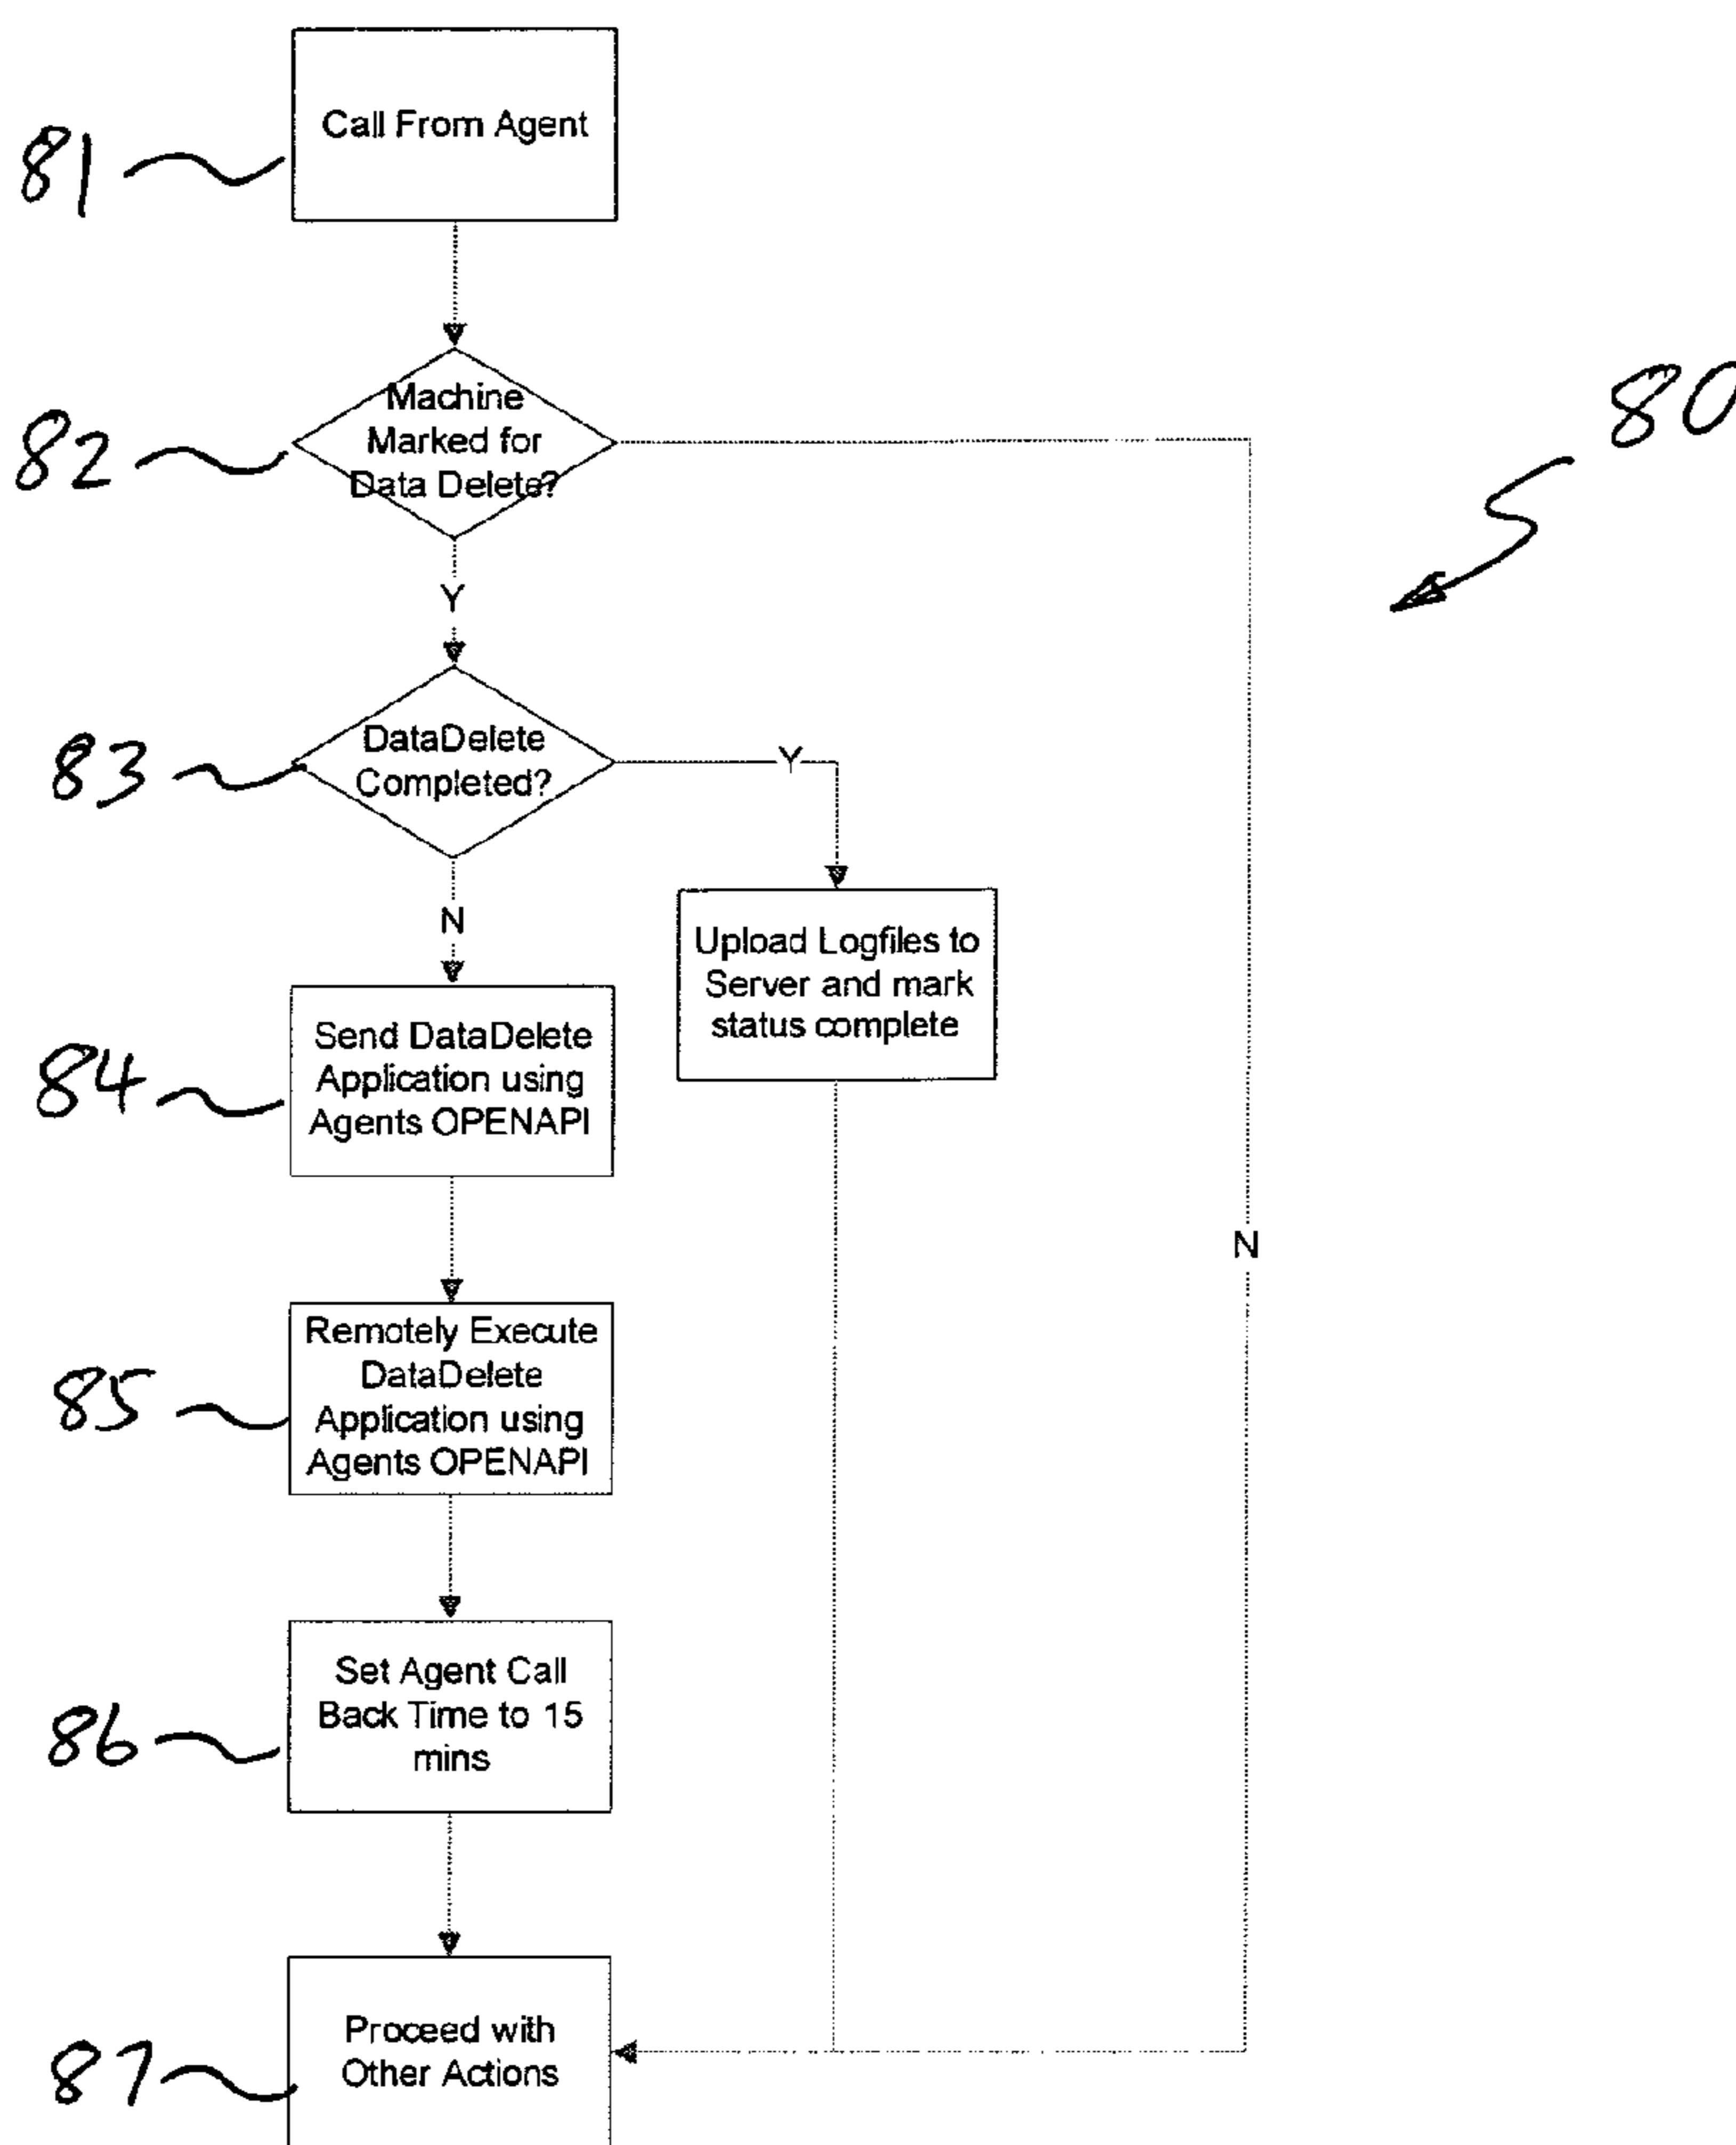 81
Call From Agent
80
82
Machine
Marked for
Data Delete?
Y
83
DataDelete
Completed?
Y
N
Upload Logfiles to
Server and mark
status complete
84
Send DataDelete
Application using
Agents OPENAPI
N
85
Remotely Execute
DataDelete
Application using
Agents OPENAPI
86
Set Agent Call
Back Time to 15
mins
87
Proceed with
Other Actions